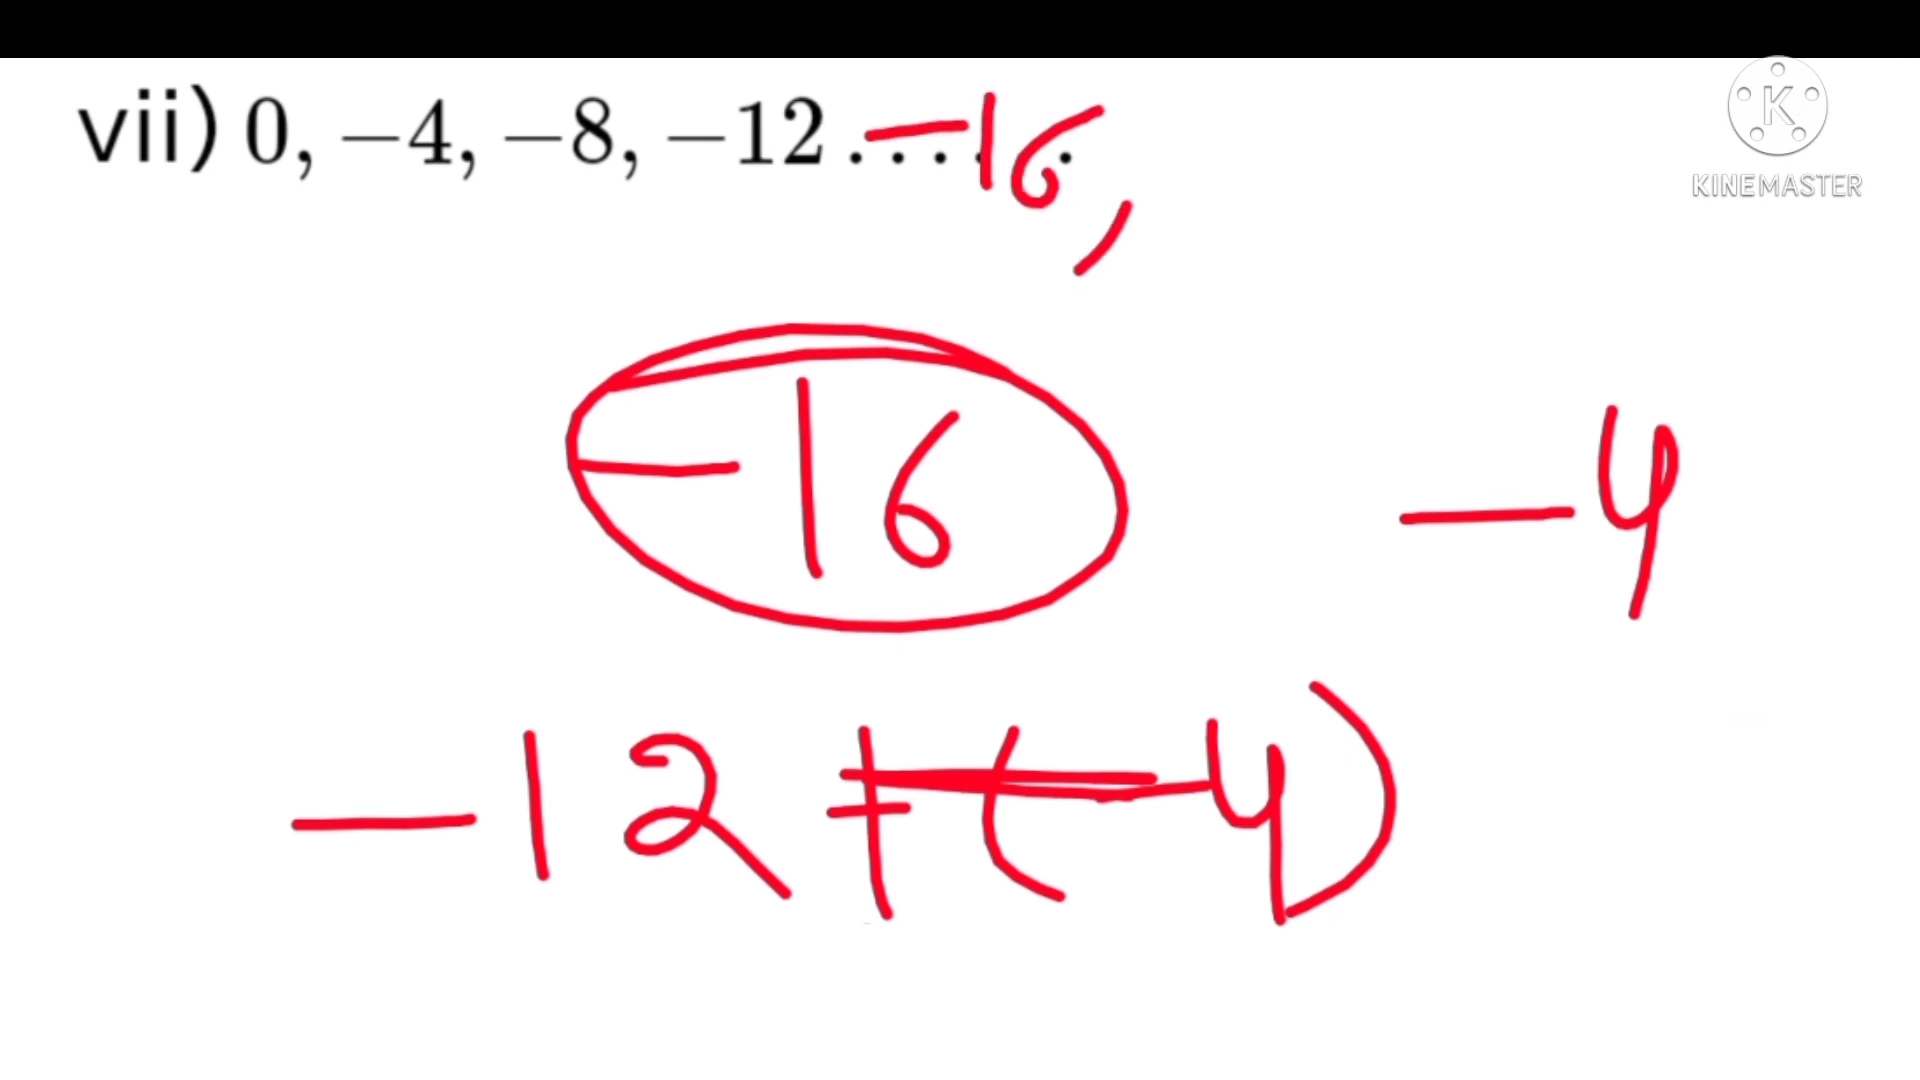 vii) 0, −4, −8, −12 ...... −16,
K
KINEMASTER
−16
−4
−12 + (−4)